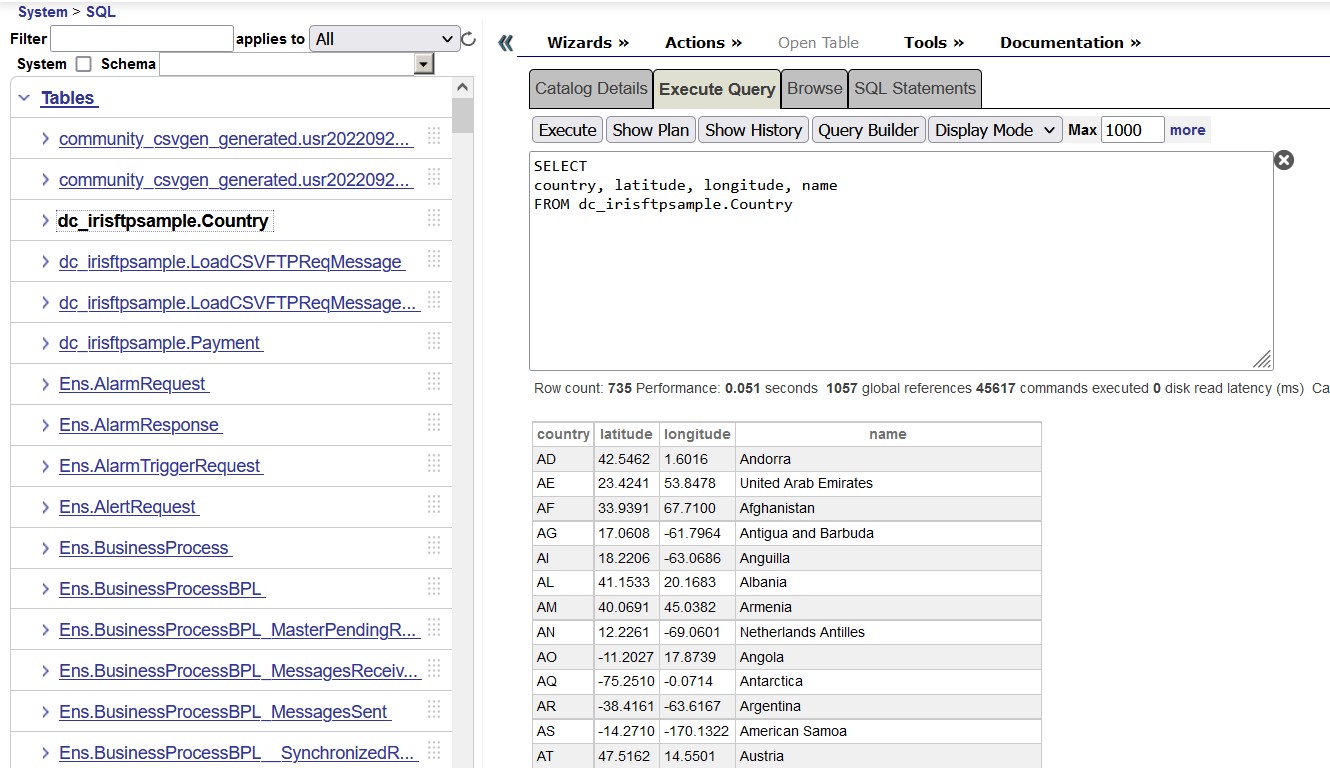 System > SQL
Filter applies to All
System Schema
Tables
community_csvgen_generated.usr2022092...
community_csvgen_generated.usr2022092...
dc_irisftpsample.Country
dc_irisftpsample.LoadCSVFTPReqMessage
dc_irisftpsample.LoadCSVFTPReqMessage...
dc_irisftpsample.Payment
Ens.AlarmRequest
Ens.AlarmResponse
Ens.AlarmTriggerRequest
Ens.AlertRequest
Ens.BusinessProcess
Ens.BusinessProcessBPL
Ens.BusinessProcessBPL_MasterPendingR...
Ens.BusinessProcessBPL_MessagesReceiv...
Ens.BusinessProcessBPL_MessagesSent
Ens.BusinessProcessBPL__SynchronizedR...
« Wizards » Actions » Open Table Tools » Documentation »
Catalog Details Execute Query Browse SQL Statements
Execute Show Plan Show History Query Builder Display Mode Max 1000 more
SELECT
country, latitude, longitude, name
FROM dc_irisftpsample.Country
Row count: 735 Performance: 0.051 seconds 1057 global references 45617 commands executed 0 disk read latency (ms) Ca
country latitude longitude name
AD 42.5462 1.6016 Andorra
AE 23.4241 53.8478 United Arab Emirates
AF 33.9391 67.7100 Afghanistan
AG 17.0608 -61.7964 Antigua and Barbuda
AI 18.2206 -63.0686 Anguilla
AL 41.1533 20.1683 Albania
AM 40.0691 45.0382 Armenia
AN 12.2261 -69.0601 Netherlands Antilles
AO -11.2027 17.8739 Angola
AQ -75.2510 -0.0714 Antarctica
AR -38.4161 -63.6167 Argentina
AS -14.2710 -170.1322 American Samoa
AT 47.5162 14.5501 Austria